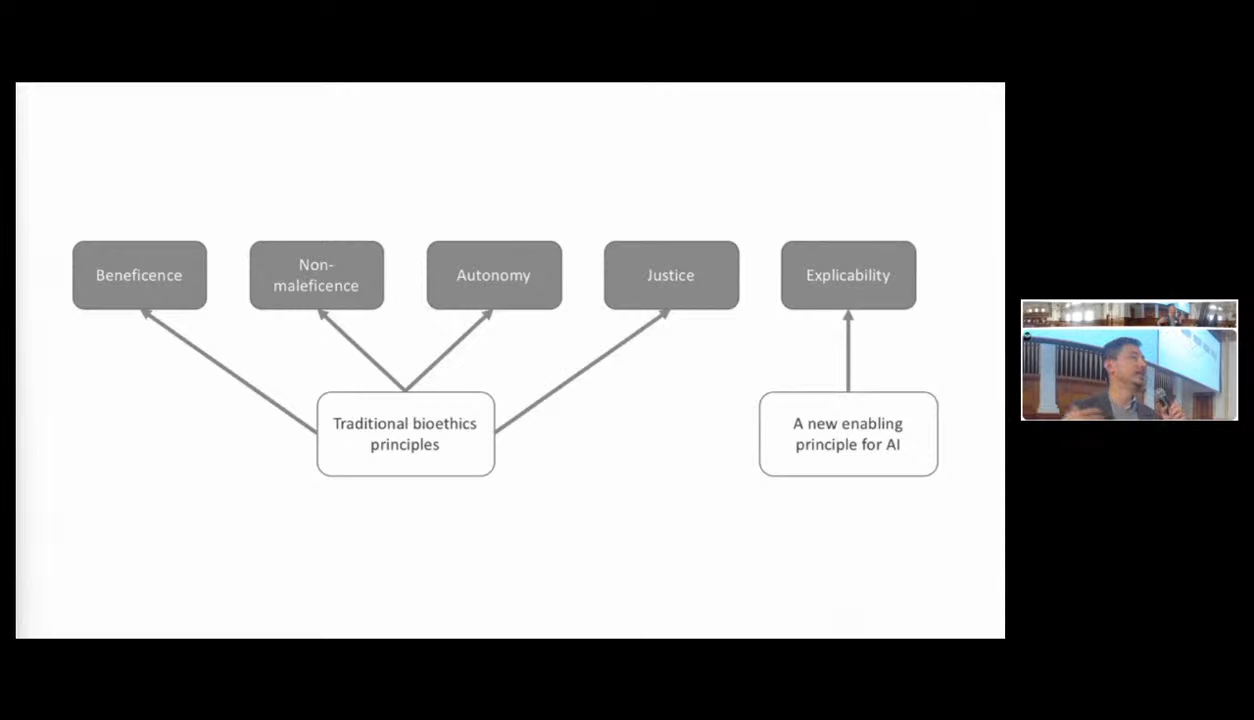 Beneficence
Non-
maleficence
Autonomy
Justice
Explicability
Traditional bioethics
principles
A new enabling
principle for AI